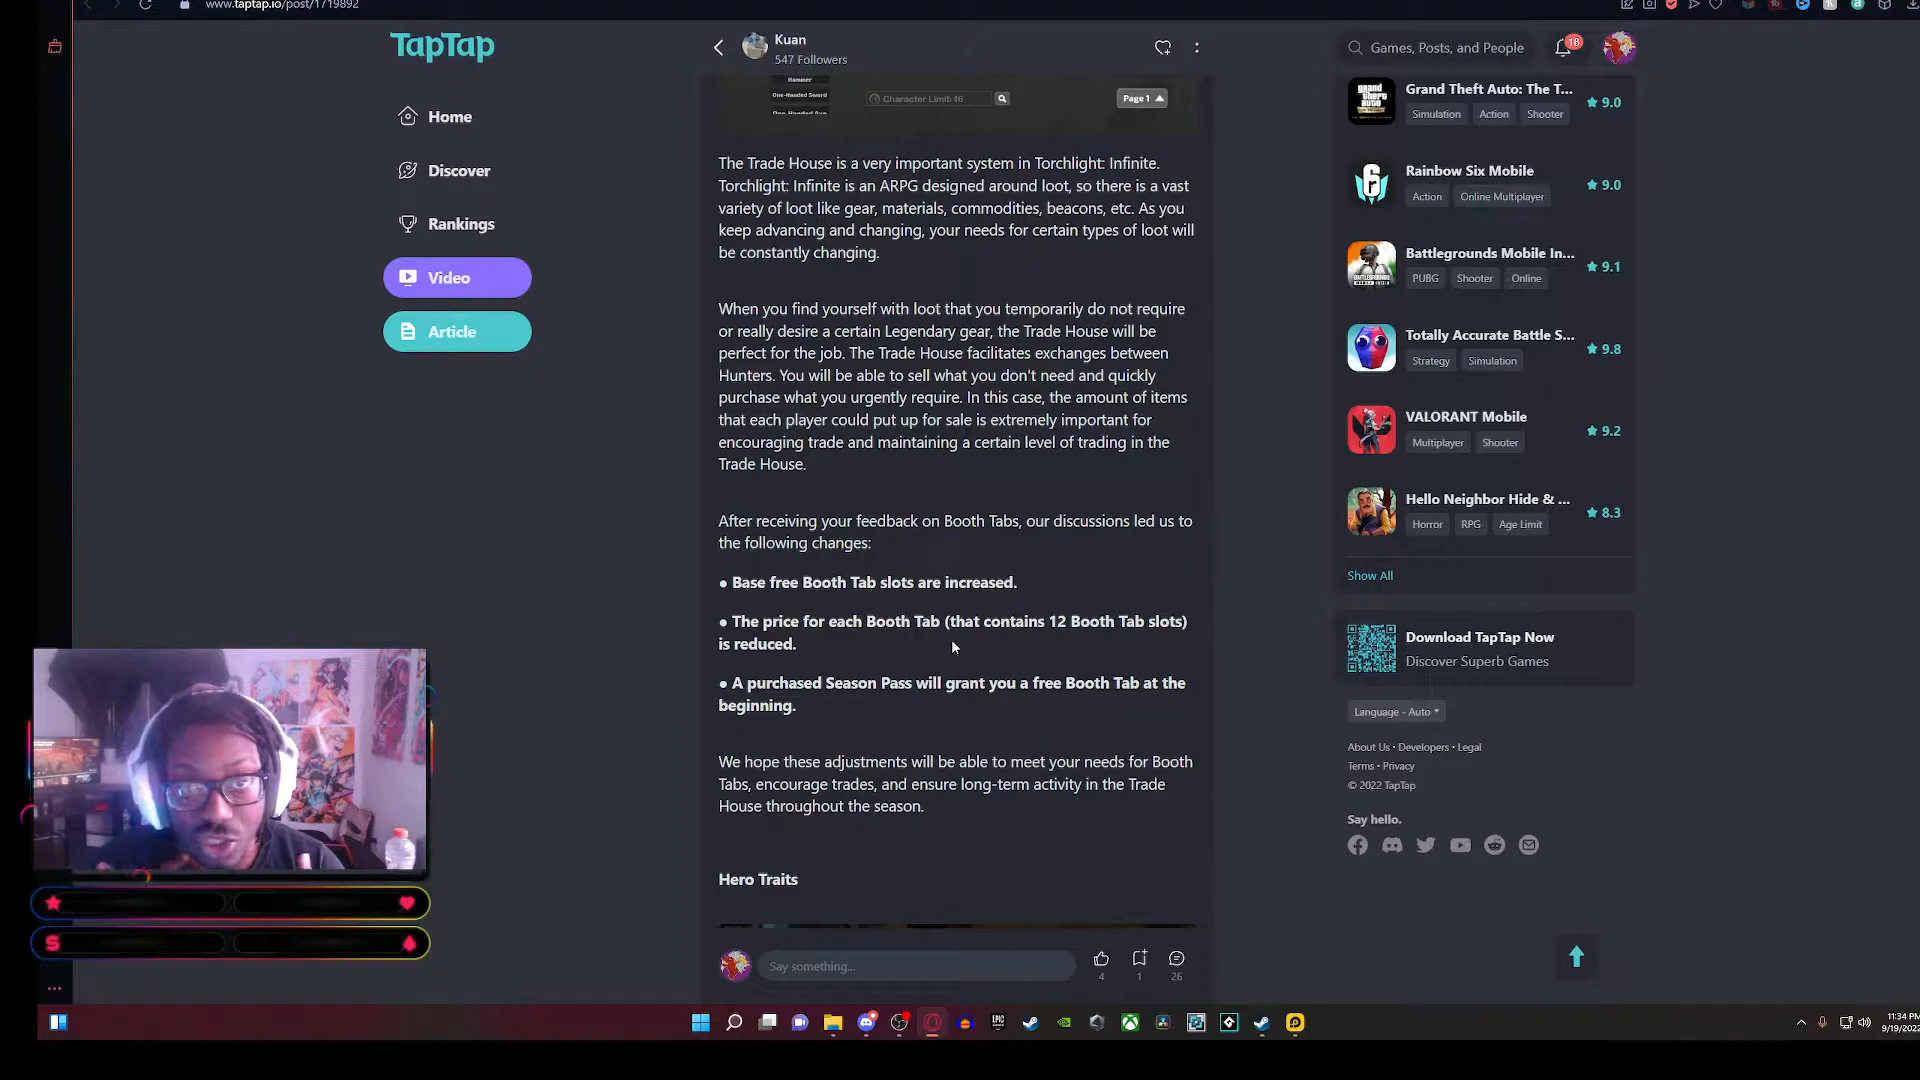 www.taptap.io/post/1719892
TapTap
Kuan
547 Followers
Games, Posts, and People
18
Hammer
One-Handed Sword
One-Handed Axe
Character Limit: 16
Page 1
Home
Discover
Rankings
Video
Article
The Trade House is a very important system in Torchlight: Infinite.
Torchlight: Infinite is an ARPG designed around loot, so there is a vast
variety of loot like gear, materials, commodities, beacons, etc. As you
keep advancing and changing, your needs for certain types of loot will
be constantly changing.
When you find yourself with loot that you temporarily do not require
or really desire a certain Legendary gear, the Trade House will be
perfect for the job. The Trade House facilitates exchanges between
Hunters. You will be able to sell what you don't need and quickly
purchase what you urgently require. In this case, the amount of items
that each player could put up for sale is extremely important for
encouraging trade and maintaining a certain level of trading in the
Trade House.
After receiving your feedback on Booth Tabs, our discussions led us to
the following changes:
● Base free Booth Tab slots are increased.
● The price for each Booth Tab (that contains 12 Booth Tab slots)
is reduced.
● A purchased Season Pass will grant you a free Booth Tab at the
beginning.
We hope these adjustments will be able to meet your needs for Booth
Tabs, encourage trades, and ensure long-term activity in the Trade
House throughout the season.
Hero Traits
Say something...
4
1
26
Grand Theft Auto: The T...
9.0
Simulation
Action
Shooter
Rainbow Six Mobile
9.0
Action
Online Multiplayer
Battlegrounds Mobile In...
9.1
PUBG
Shooter
Online
Totally Accurate Battle S...
9.8
Strategy
Simulation
VALORANT Mobile
9.2
Multiplayer
Shooter
Hello Neighbor Hide & ...
8.3
Horror
RPG
Age Limit
Show All
Download TapTap Now
Discover Superb Games
Language - Auto
About Us • Developers • Legal
Terms • Privacy
© 2022 TapTap
Say hello.
11:34 PM
9/19/2022